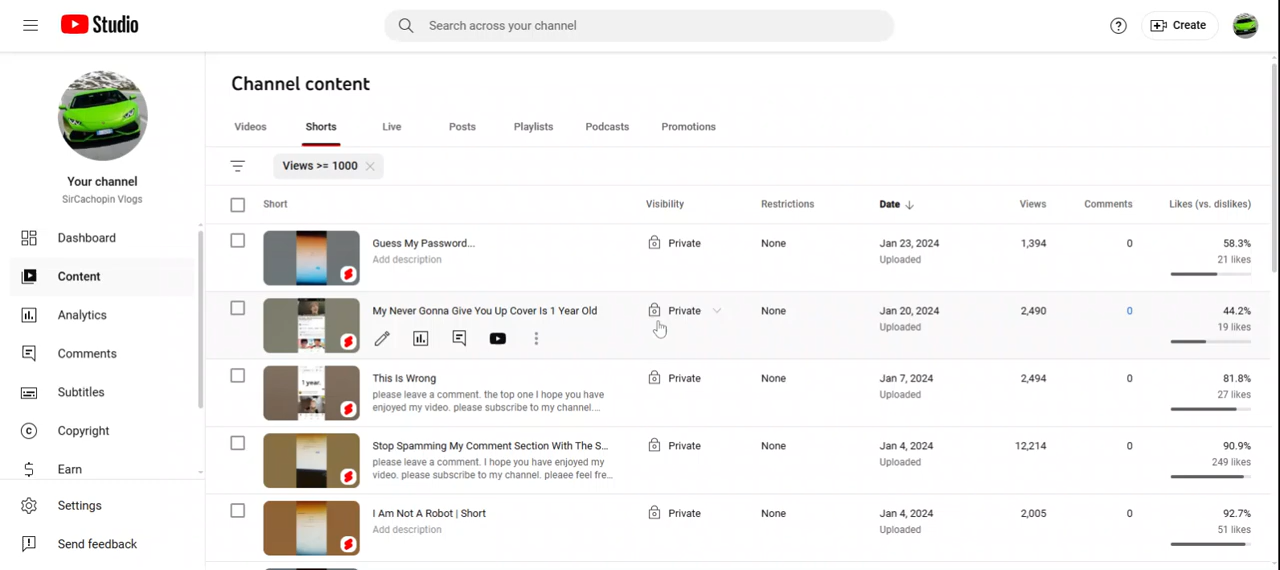 Studio
Search across your channel
Create
Channel content
Videos Shorts Live Posts Playlists Podcasts Promotions
Views >= 1000
Your channel
SirCachopin Vlogs
Dashboard
Content
Analytics
Comments
Subtitles
Copyright
Earn
Settings
Send feedback
Short Visibility Restrictions Date Views Comments Likes (vs. dislikes)
Guess My Password... Private None Jan 23, 2024 1,394 0 58.3%
Add description Uploaded 21 likes
My Never Gonna Give You Up Cover Is 1 Year Old Private None Jan 20, 2024 2,490 0 44.2%
Uploaded 19 likes
1 year.
This Is Wrong Private None Jan 7, 2024 2,494 0 81.8%
please leave a comment. the top one I hope you have Uploaded 27 likes
enjoyed my video. please subscribe to my channel....
Stop Spamming My Comment Section With The S... Private None Jan 4, 2024 12,214 0 90.9%
please leave a comment. I hope you have enjoyed my Uploaded 249 likes
video. please subscribe to my channel. pleaee feel fre...
I Am Not A Robot | Short Private None Jan 4, 2024 2,005 0 92.7%
Add description Uploaded 51 likes